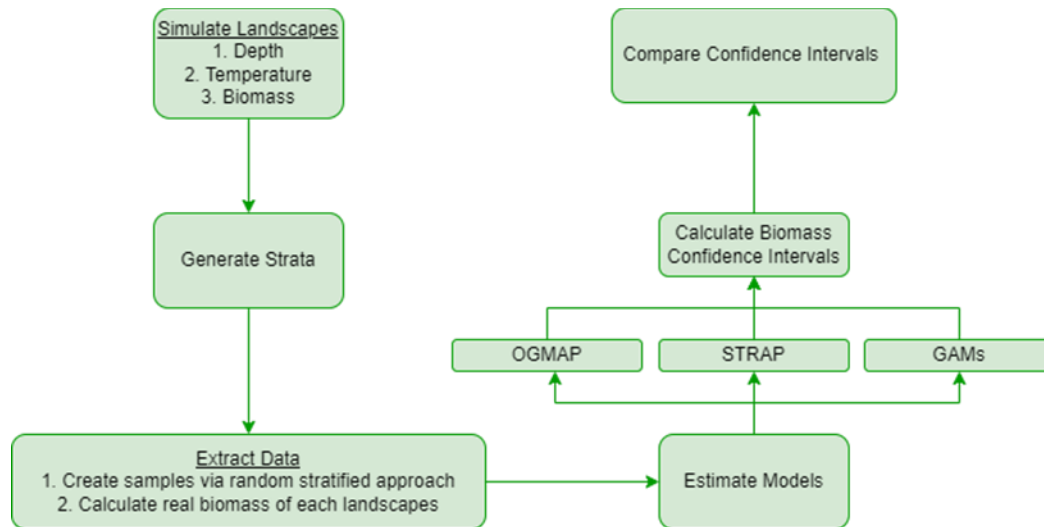 Simulate Landscapes
1. Depth
2. Temperature
3. Biomass
Generate Strata
Extract Data
1. Create samples via random stratified approach
2. Calculate real biomass of each landscapes
Estimate Models
OGMAP
STRAP
GAMs
Calculate Biomass
Confidence Intervals
Compare Confidence Intervals